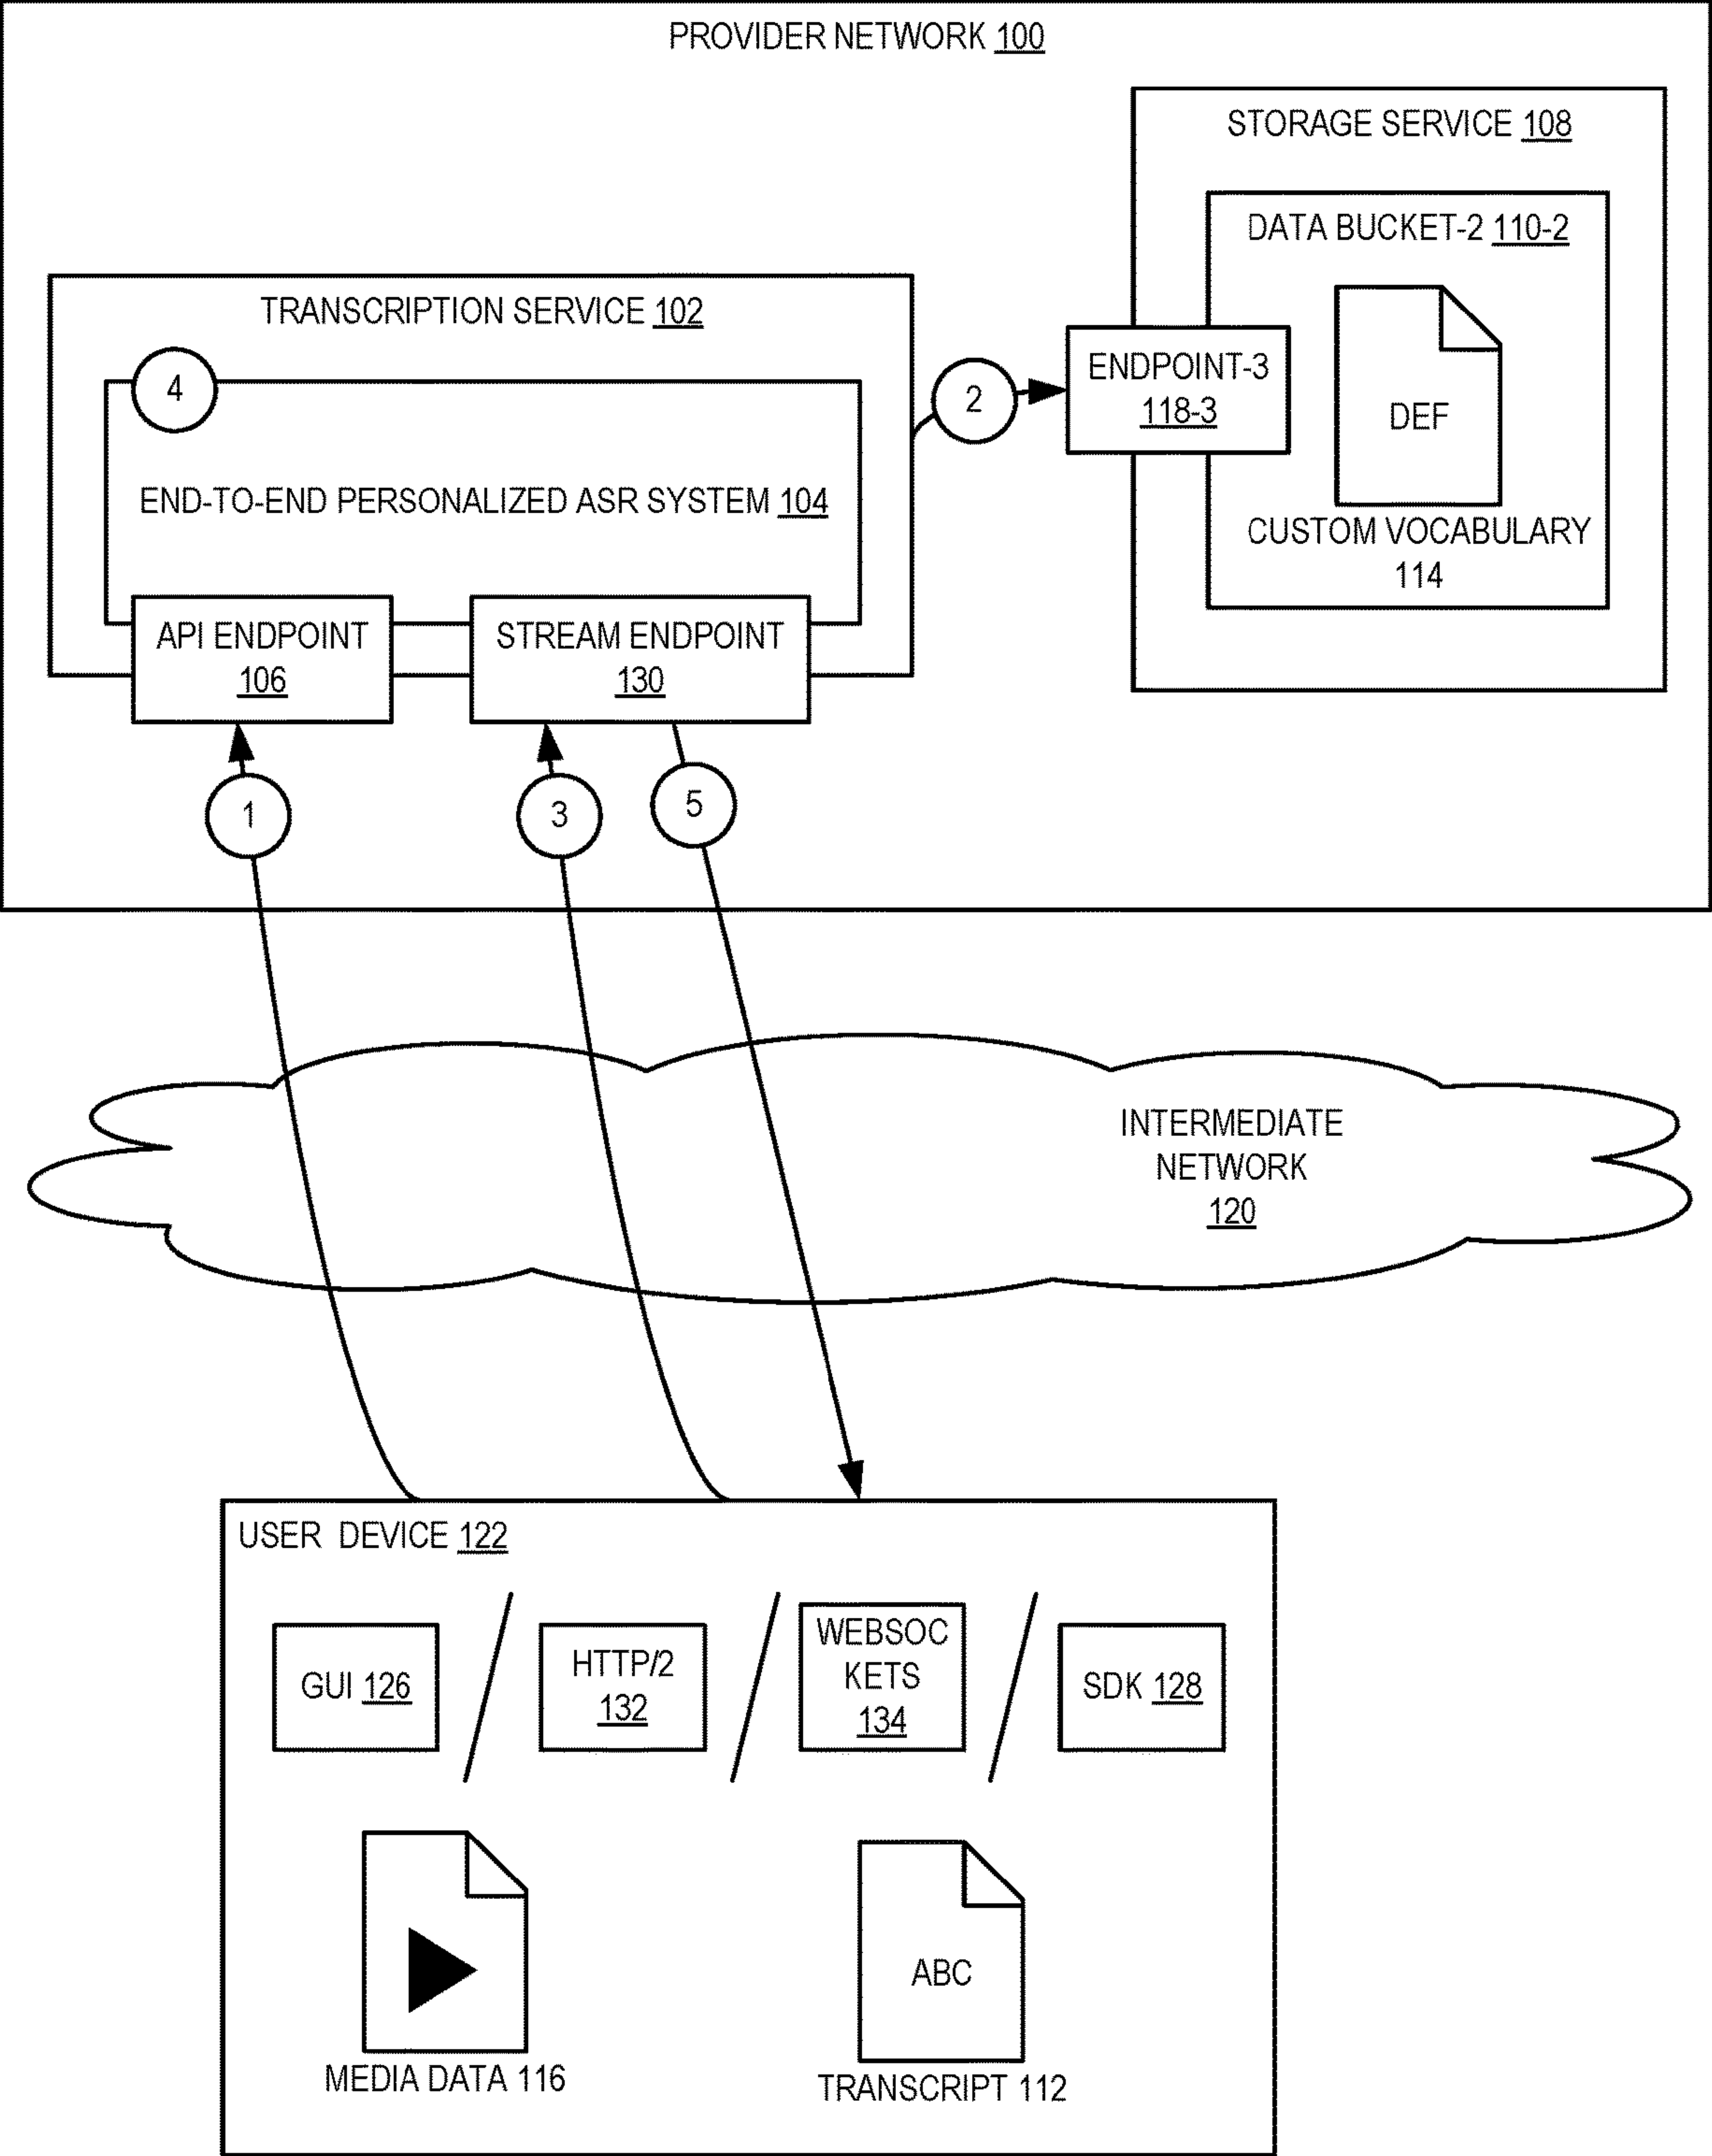 PROVIDER NETWORK 100
STORAGE SERVICE 108
DATA BUCKET-2 110-2
DEF
CUSTOM VOCABULARY
114
ENDPOINT-3
118-3
TRANSCRIPTION SERVICE 102
4
2
END-TO-END PERSONALIZED ASR SYSTEM 104
API ENDPOINT
106
STREAM ENDPOINT
130
1
3
5
INTERMEDIATE
NETWORK
120
USER DEVICE 122
GUI 126
HTTP/2
132
WEBSOC
KETS
134
SDK 128
ABC
MEDIA DATA 116
TRANSCRIPT 112